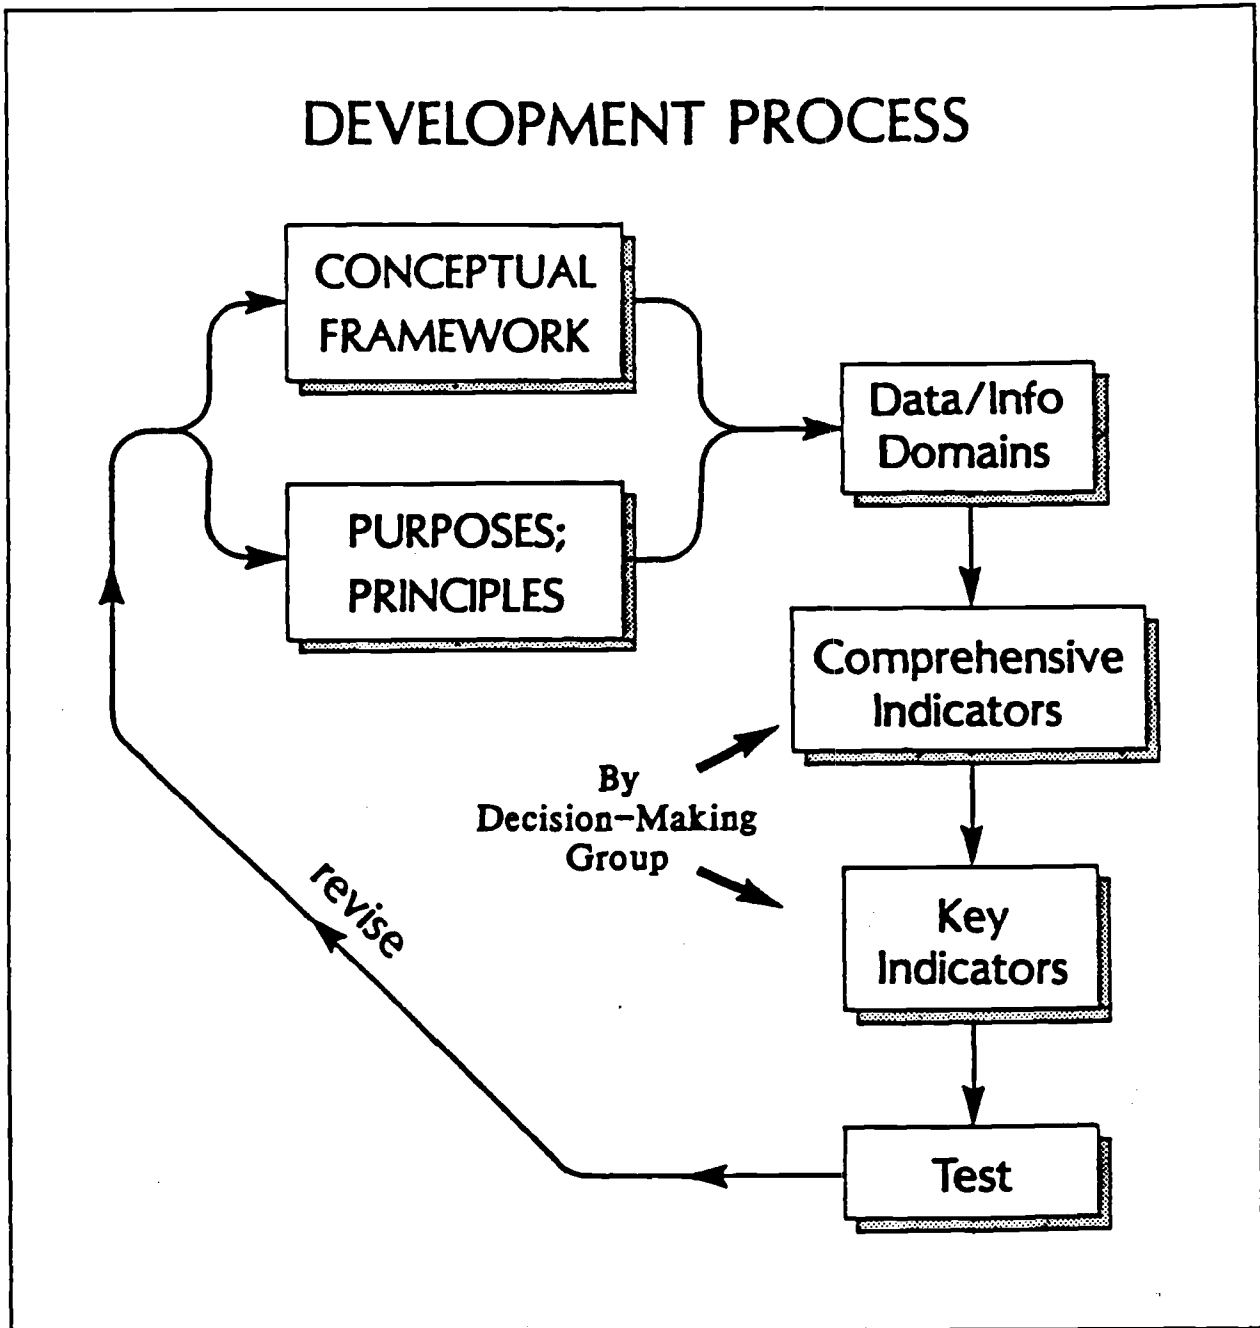 DEVELOPMENT PROCESS
CONCEPTUAL
FRAMEWORK
PURPOSES;
PRINCIPLES
Data/Info
Domains
Comprehensive
Indicators
By
Decision-Making
Group
Key
Indicators
revise
Test